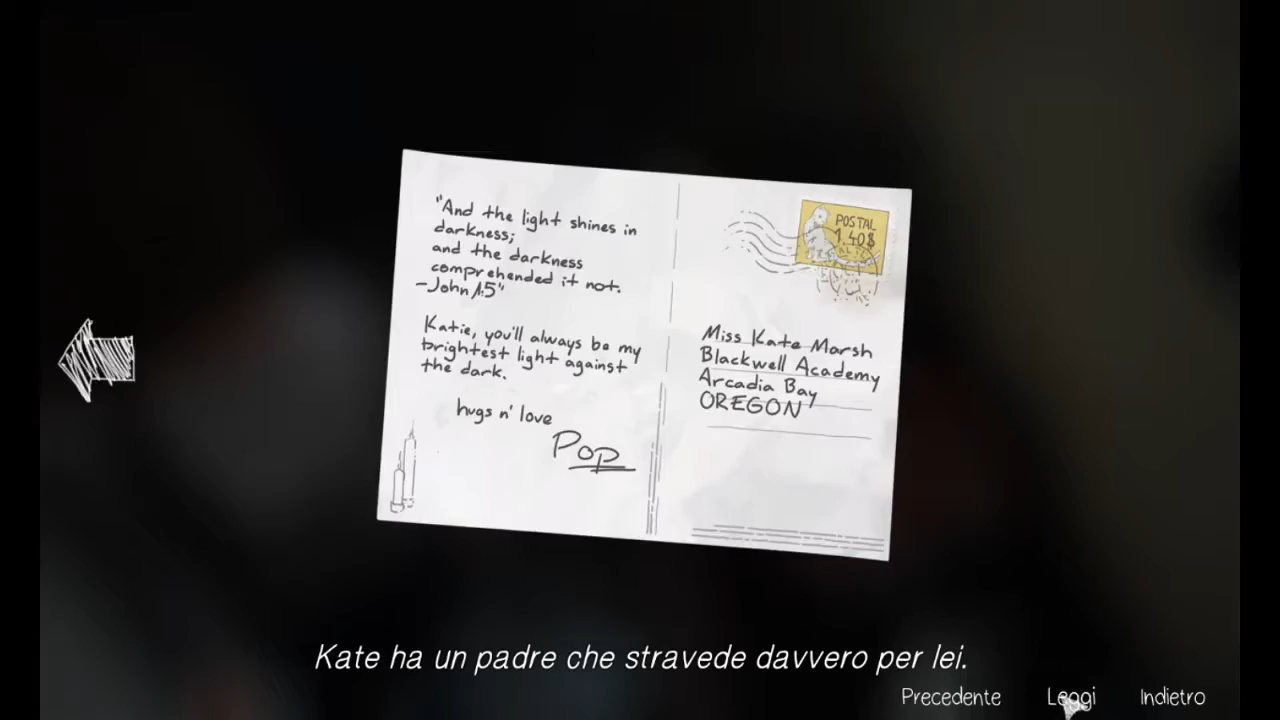 "And the light shines in
darkness;
and the darkness
comprehended it not.
-John 1:5"
Katie, you'll always be my
brightest light against
the dark.
hugs n' love
Pop
POSTAL
1.40$
Miss Kate Marsh
Blackwell Academy
Arcadia Bay
OREGON
Kate ha un padre che stravede davvero per lei.
Precedente
Leggi
Indietro